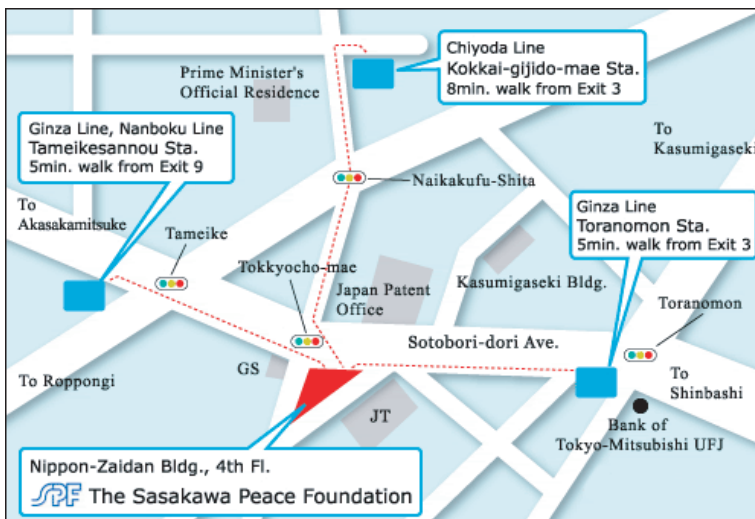 Chiyoda Line
Kokkai-gijido-mae Sta.
8min. walk from Exit 3
Prime Minister's
Official Residence
Ginza Line, Nanboku Line
Tameikesannou Sta.
5min. walk from Exit 9
To
Kasumigaseki
Naikakufu-Shita
To
Akasakamitsuke
Tameike
Ginza Line
Toranomon Sta.
5min. walk from Exit 3
Tokkyocho-mae
Japan Patent
Office
Kasumigaseki Bldg.
Toranomon
Sotobori-dori Ave.
GS
To Roppongi
To
Shinbashi
JT
Bank of
Tokyo-Mitsubishi UFJ
Nippon-Zaidan Bldg., 4th Fl.
SPF The Sasakawa Peace Foundation